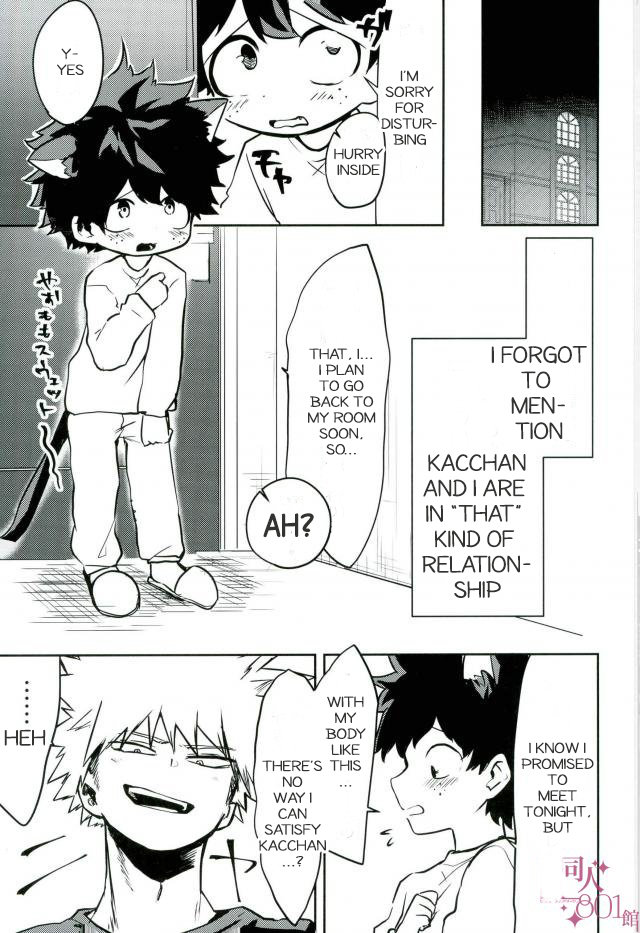 I'M
SORRY
FOR
DISTUR-
BING
HURRY
INSIDE
Y-
YES
I FORGOT
TO
MEN-
TION
KACCHAN
AND I ARE
IN "THAT"
KIND OF
RELATION-
SHIP
THAT, I...
I PLAN
TO GO
BACK TO
MY ROOM
SOON,
SO...
AH?
I KNOW I
PROMISED
TO
MEET
TONIGHT,
BUT
WITH
MY
BODY
LIKE
THIS
...
THERE'S
NO
WAY I
CAN
SATISFY
KACCHAN
...?
........
HEH
801館